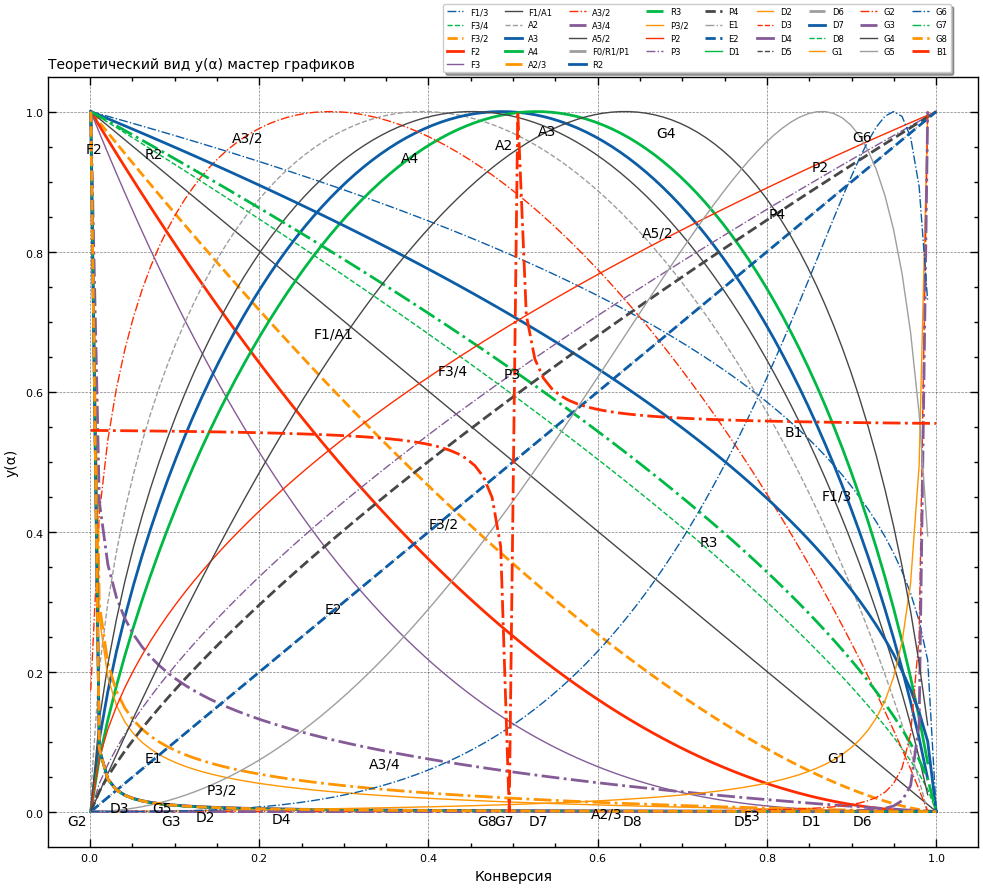 F1/3 F1/A1 A3/2 R3 P4 D2 D6 G2 G6
F3/4 A2 A3/4 P3/2 E1 D3 D7 G3 G7
F3/2 A3 A5/2 P2 E2 D4 D8 G4 G8
F2 A4 F0/R1/P1 P3 D1 D5 G1 G5 B1
F3 A2/3 R2
Теоретический вид y(α) мастер графиков
1.0
0.8
0.6
0.4
0.2
0.0
y(α)
F2
R2
A3/2
A4
A2
A3
G4
G6
P2
P4
A5/2
F1/A1
F3/4
P3
B1
F1/3
F3/2
R3
E2
E1
A3/4
G1
P3/2
D3
G5
D2
G2
G3
D4
G8
G7
D7
A2/3
D8
D5
F3
D1
D6
0.0 0.2 0.4 0.6 0.8 1.0
Конверсия